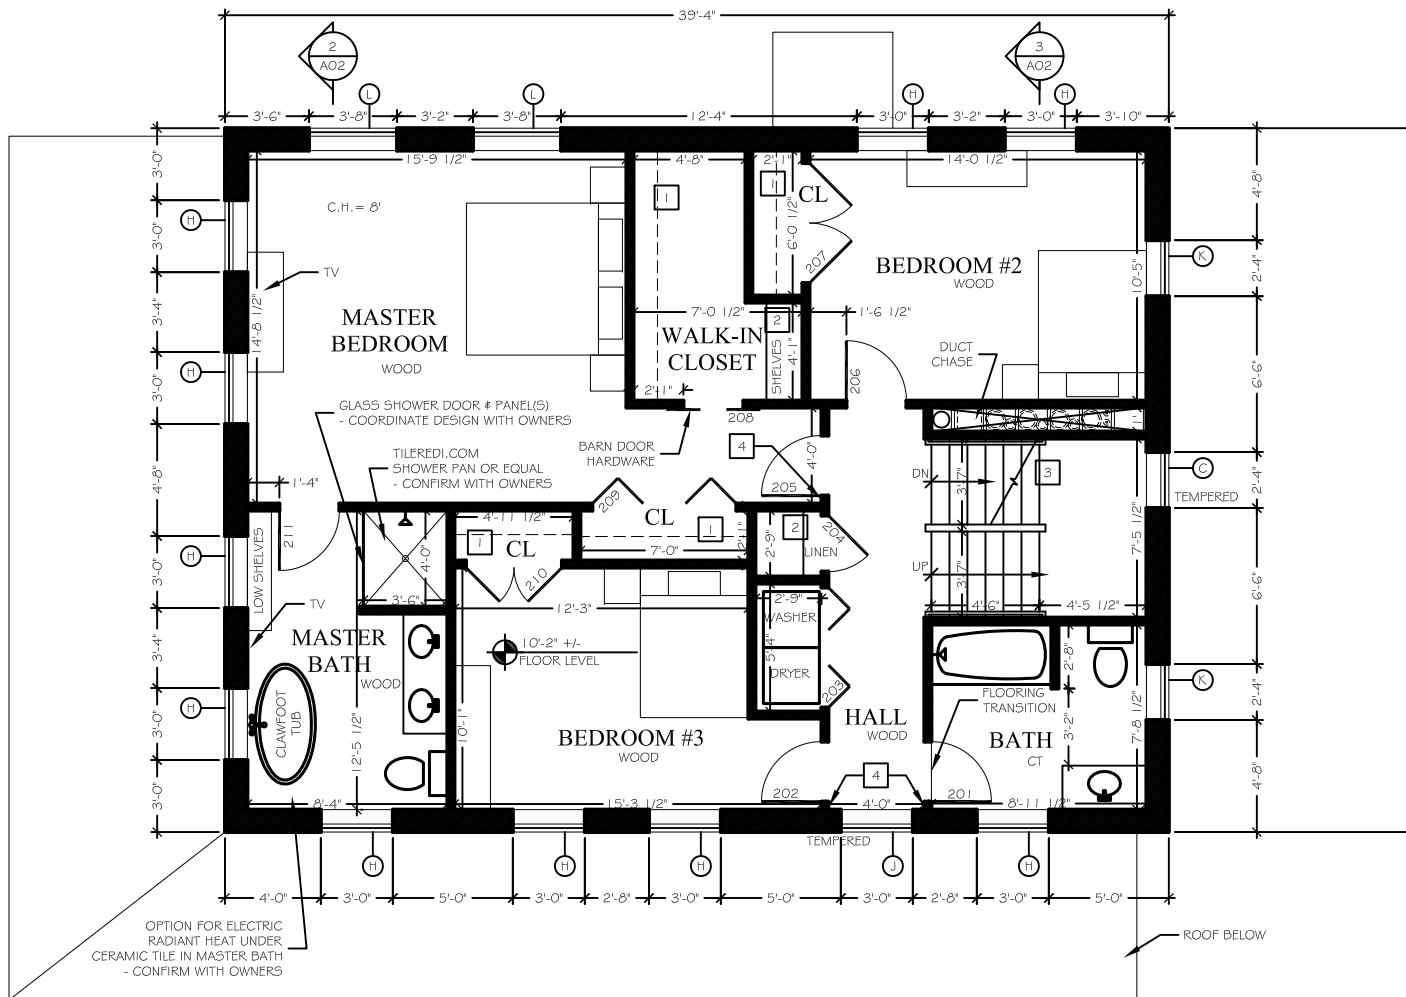 39'-4"
2
A02
3
A02
L
L
H
H
3'-6"
3'-8"
3'-2"
3'-8"
12'-4"
3'-0"
3'-2"
3'-0"
3'-10"
15'-9 1/2"
4'-8"
2'-1"
14'-0 1/2"
3'-0"
3'-0"
3'-4"
3'-0"
4'-8"
3'-0"
3'-4"
3'-0"
3'-0"
H
H
H
H
C.H.= 8'
TV
14'-8 1/2"
MASTER
BEDROOM
WOOD
1
1
CL
6'-0 1/2"
207
BEDROOM #2
WOOD
10'-5"
4'-8"
K
2'-4"
7'-0 1/2"
2
1'-6 1/2"
WALK-IN
CLOSET
SHELVES
4'-1"
DUCT
CHASE
206
2'-1"
208
6'-6"
GLASS SHOWER DOOR & PANEL(S)
- COORDINATE DESIGN WITH OWNERS
BARN DOOR
HARDWARE
4
4'-0"
205
1'
TILEREDI.COM
SHOWER PAN OR EQUAL
- CONFIRM WITH OWNERS
1'-4"
DN
3'-7"
3
C
TEMPERED
2'-4"
209
CL
1
2'-1"
7'-0"
4'-11 1/2"
1
CL
210
2
LINEN
2'-9"
204
7'-5 1/2"
UP
3'-7"
4'-6"
4'-5 1/2"
211
LOW SHELVES
4'-0"
3'-6"
TV
12'-3"
2'-9"
WASHER
5'-4"
DRYER
203
6'-6"
MASTER
BATH
WOOD
10'-2" +/-
FLOOR LEVEL
2'-8"
K
2'-4"
FLOORING
TRANSITION
3'-2"
7'-8 1/2"
CLAWFOOT
TUB
12'-5 1/2"
10'-1"
BEDROOM #3
WOOD
HALL
WOOD
BATH
CT
4
4'-8"
202
201
8'-4"
15'-3 1/2"
4'-0"
8'-11 1/2"
TEMPERED
H
H
H
J
H
4'-0"
3'-0"
5'-0"
3'-0"
2'-8"
3'-0"
5'-0"
3'-0"
2'-8"
3'-0"
5'-0"
OPTION FOR ELECTRIC
RADIANT HEAT UNDER
CERAMIC TILE IN MASTER BATH
- CONFIRM WITH OWNERS
ROOF BELOW